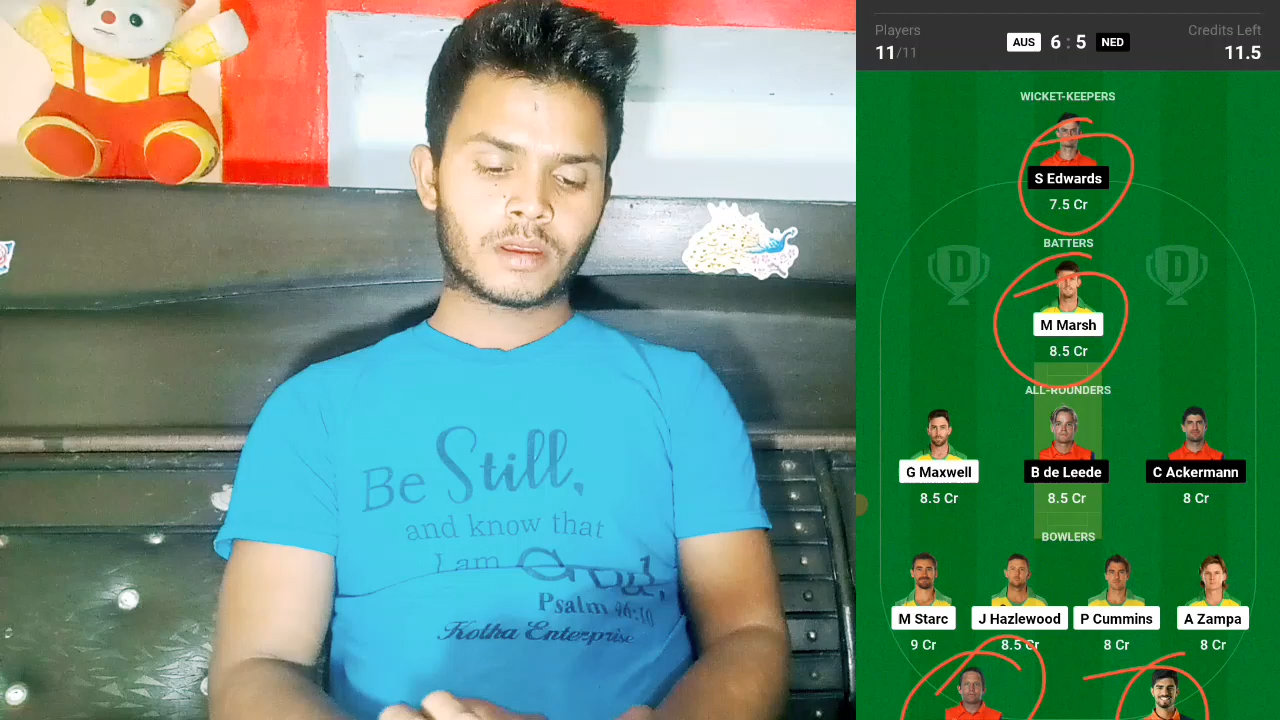 Be Still,
and know that
I am God,
Psalm 46:10
Kotha Enterprise
Players
11/11
AUS 6 : 5 NED
Credits Left
11.5
WICKET-KEEPERS
S Edwards
7.5 Cr
BATTERS
D
D
M Marsh
8.5 Cr
ALL-ROUNDERS
G Maxwell
B de Leede
C Ackermann
8.5 Cr
8.5 Cr
8 Cr
BOWLERS
M Starc
J Hazlewood
P Cummins
A Zampa
9 Cr
8.5 Cr
8 Cr
8 Cr